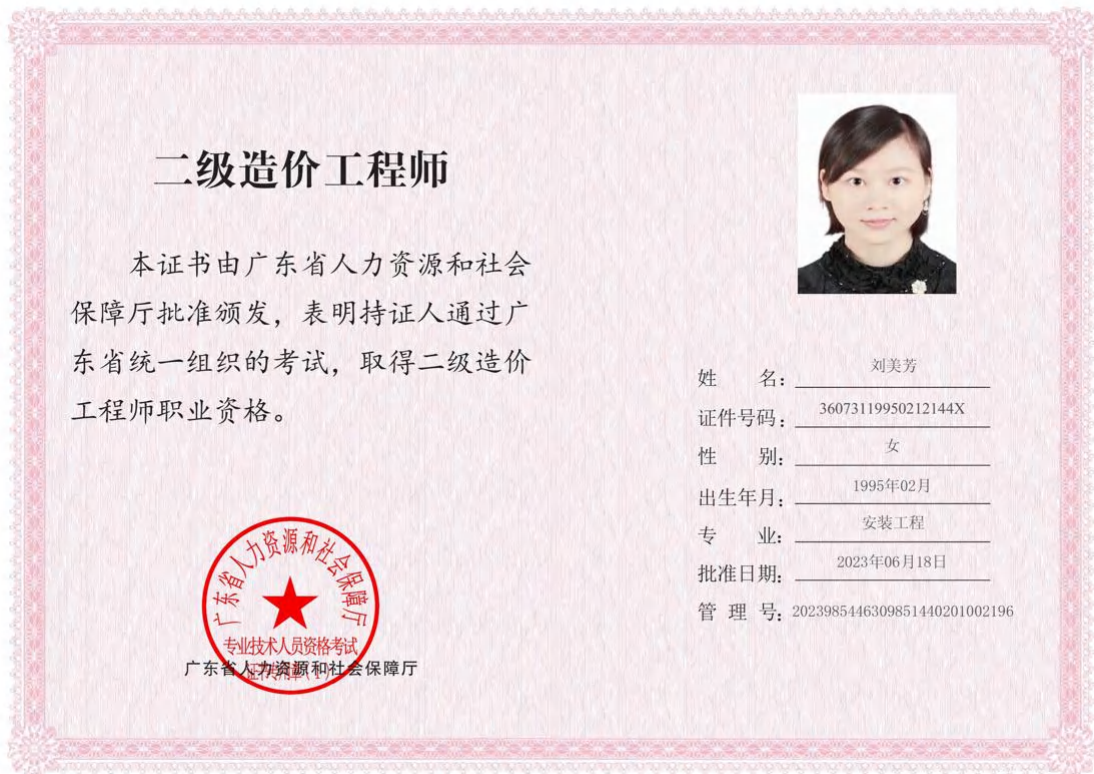 二级造价工程师
本证书由广东省人力资源和社会
保障厅批准颁发，表明持证人通过广
东省统一组织的考试，取得二级造价
工程师职业资格。
广东省人力资源和社会保障厅
专业技术人员资格考试
广东省人力资源和社会保障厅
姓 名：刘美芳
证件号码：36073119950212144X
性 别：女
出生年月：1995年02月
专 业：安装工程
批准日期：2023年06月18日
管 理 号：20239854463098514402010​02196